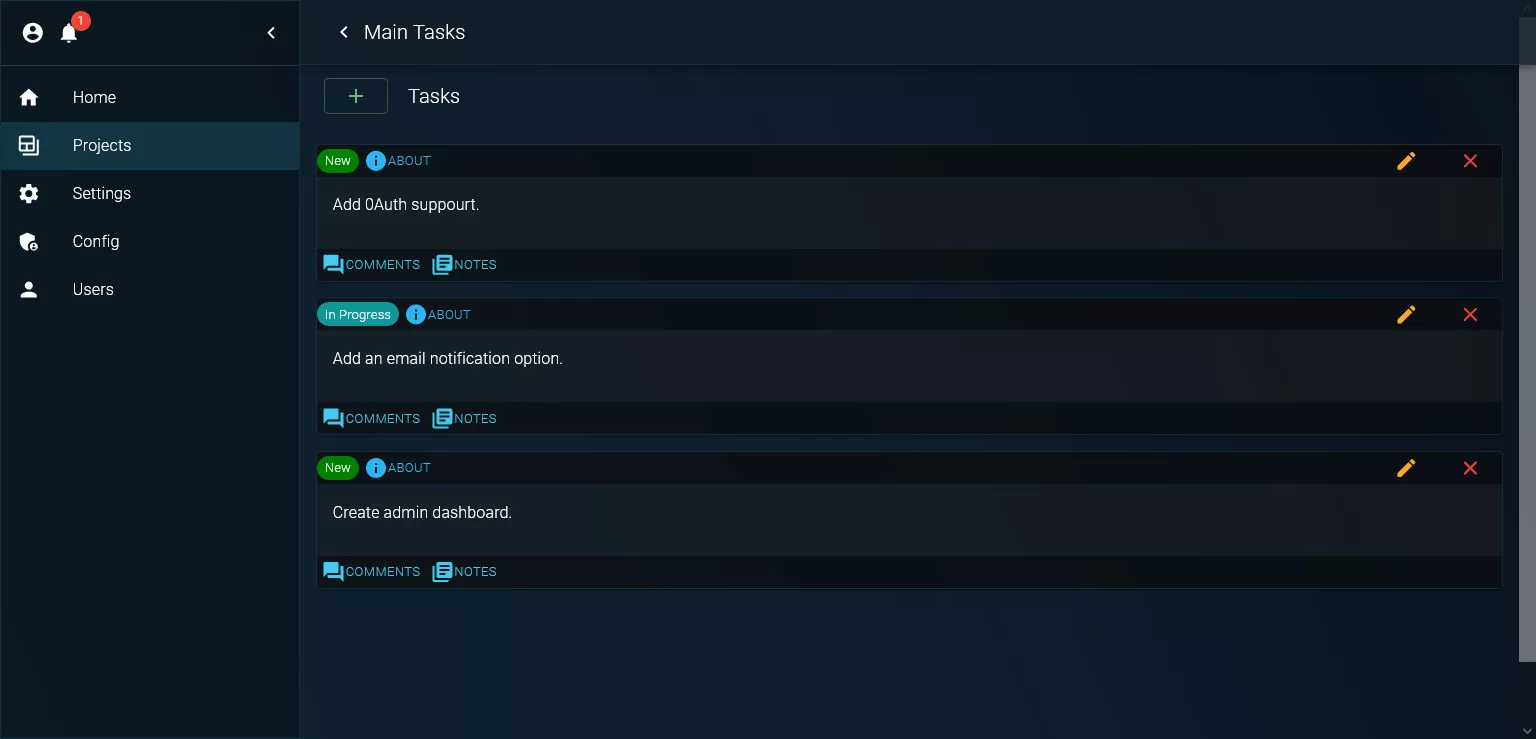 1
Main Tasks
Home
Projects
Settings
Config
Users
Tasks
New ABOUT
Add 0Auth suppourt.
COMMENTS NOTES
In Progress ABOUT
Add an email notification option.
COMMENTS NOTES
New ABOUT
Create admin dashboard.
COMMENTS NOTES